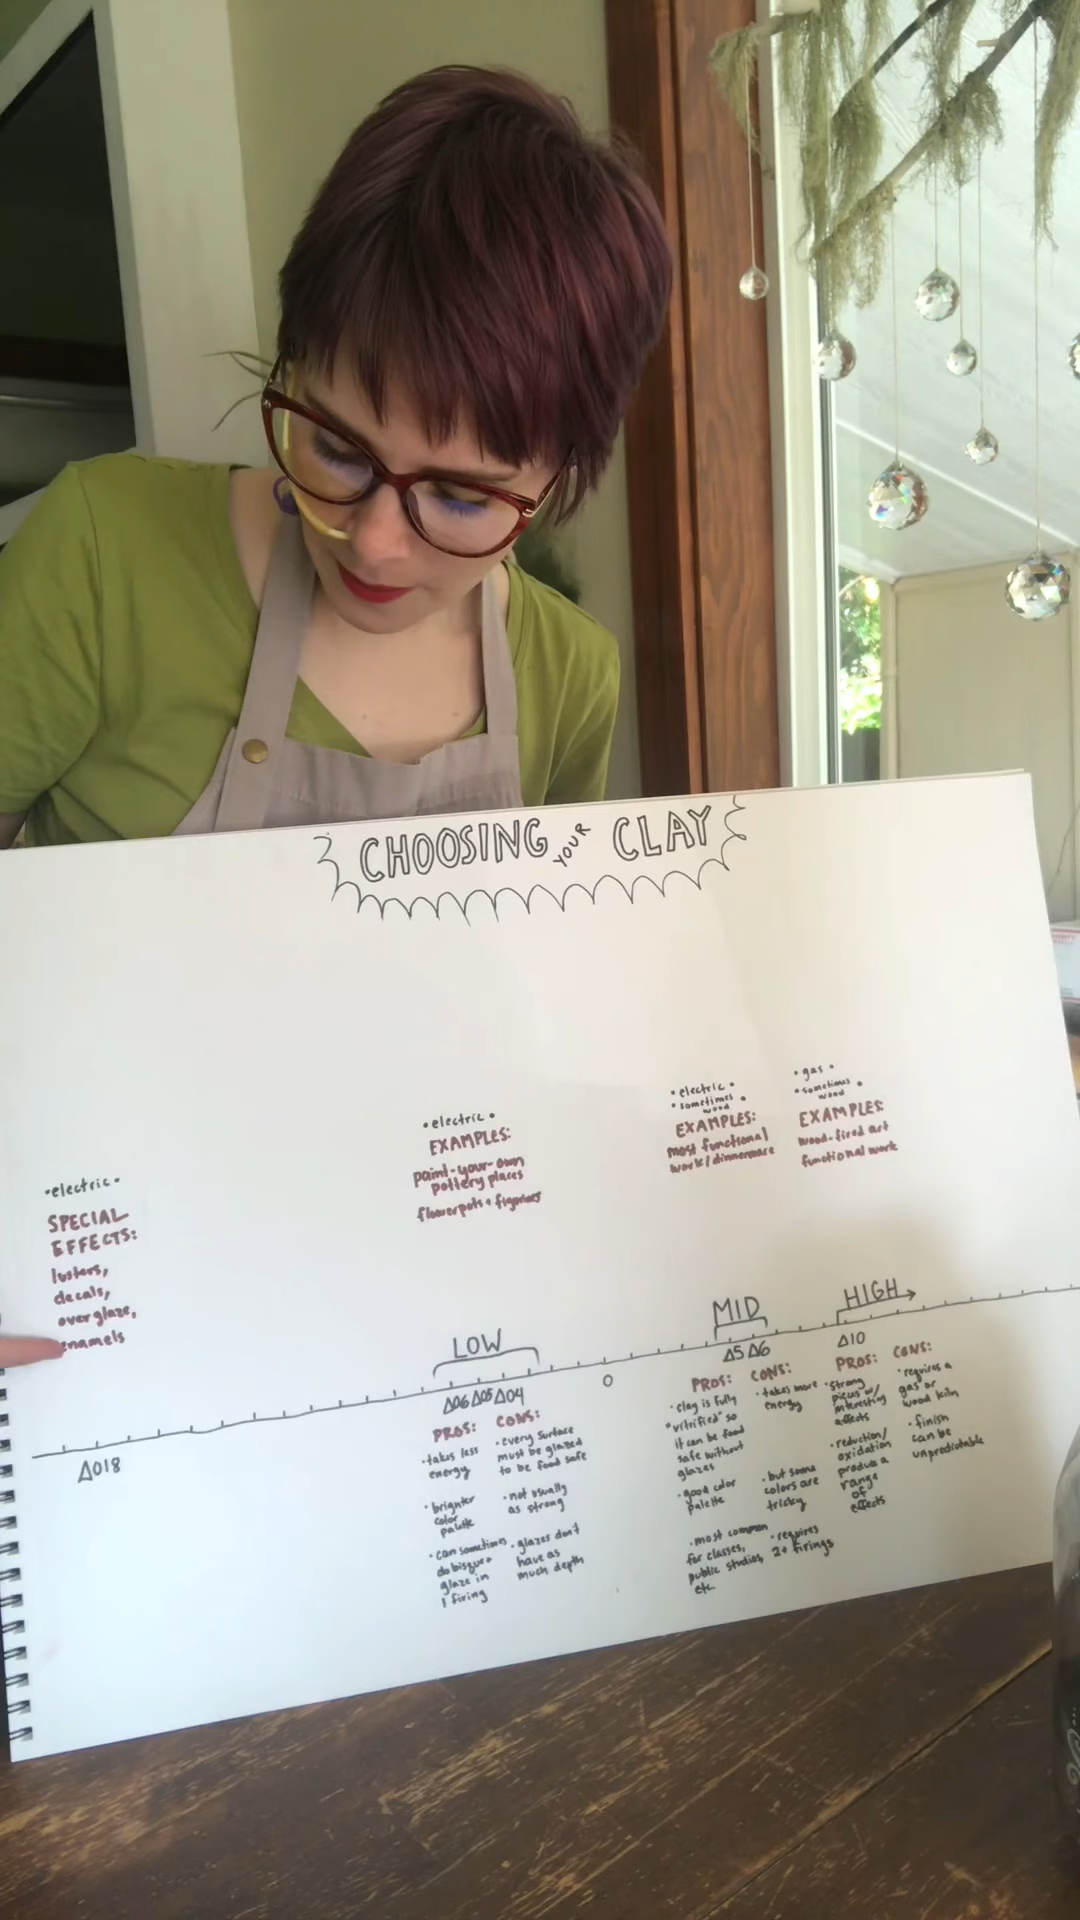 CHOOSING YOUR CLAY
•electric•
SPECIAL
EFFECTS:
lusters,
decals,
overglaze,
enamels
•electric•
EXAMPLES:
paint-your-own
pottery places
flowerpots + figurines
•electric•
•sometimes wood•
EXAMPLES:
most functional
work/dinnerware
•gas•
•sometimes wood•
EXAMPLES:
wood-fired art
functional work
LOW
MID
HIGH
Δ018
Δ06 Δ05 Δ04
0
Δ5 Δ6
Δ10
PROS:
•takes less
energy
•brighter
color
palette
•can sometimes
do bisque +
glaze in
1 firing
CONS:
•every surface
must be glazed
to be food safe
•not usually
as strong
•glazes don't
have as
much depth
PROS:
•clay is fully
"vitrified" so
it can be food
safe without
glazes
•good color
palette
•most common
for classes,
public studios,
etc.
CONS:
•takes more
energy
•but some
colors are
tricky
•requires
2+ firings
PROS:
•strong
pieces w/
interesting
affects
•reduction/
oxidation
produce a
range
of
effects
CONS:
•requires a
gas or
wood kiln
•finish
can be
unpredictable